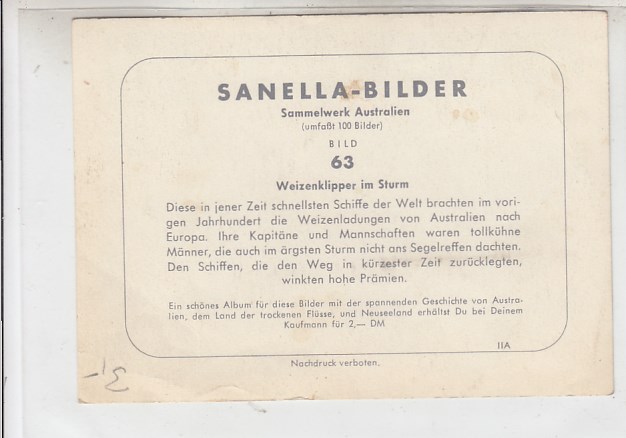 SANELLA-BILDER
Sammelwerk Australien
(umfaßt 100 Bilder)
BILD
63
Weizenklipper im Sturm
Diese in jener Zeit schnellsten Schiffe der Welt brachten im vori-
gen Jahrhundert die Weizenladungen von Australien nach
Europa. Ihre Kapitäne und Mannschaften waren tollkühne
Männer, die auch im ärgsten Sturm nicht ans Segelreffen dachten.
Den Schiffen, die den Weg in kürzester Zeit zurücklegten,
winkten hohe Prämien.
Ein schönes Album für diese Bilder mit der spannenden Geschichte von Austra-
lien, dem Land der trockenen Flüsse, und Neuseeland erhältst Du bei Deinem
Kaufmann für 2,— DM
IIA
Nachdruck verboten.
3,-